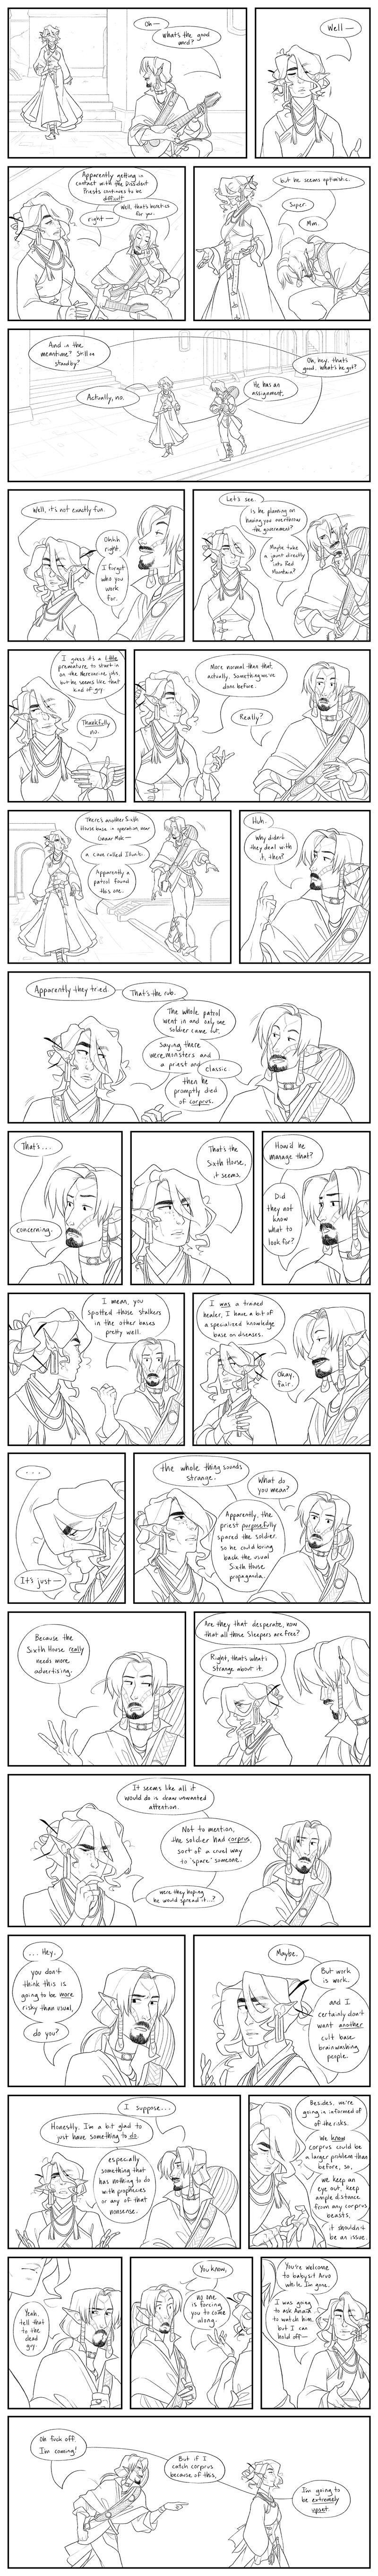 Oh —
whats the good
word?
Well —
Apparently getting in
contact with the Dissident
Priests continues to be
difficult
right —
Well, that's heretics
for you.
but he seems optimistic.
Super.
Mm.
And in the
meantime? Still on
standby?
Oh, hey, that's
good. What's he got?
Actually, no.
He has an
assignment.
Well, it's not exactly fun.
Ohhh
right.
I forgot
who you
work
for.
Let's see.
Is he planning on
having you overthrow
the government?
Maybe take
a jaunt directly
into Red
Mountain?
I guess it's a little
premature to start in
on the Nerevarine jobs,
but he seems like that
kind of guy.
Thankfully
no.
More normal than that,
actually. Something we've
done before.
Really?
There's another Sixth
House base in operation near
Gnaar Mok —
a cave called Ilunibi.
Apparently a
patrol found
this one.
Huh.
Why didn't
they deal with
it, then?
Apparently they tried.
That's the rub.
The whole patrol
went in and only one
soldier came out.
Saying there
were monsters and
a priest and
classic.
then he
promptly died
of corprus.
That's...
concerning.
That's the
Sixth House,
it seems.
How'd he
manage that?
Did
they not
know
what to
look for?
I mean, you
spotted those stalkers
in the other bases
pretty well.
I was a trained
healer, I have a bit of
a specialized knowledge
base on diseases.
Okay,
fair.
...
It's just —
the whole thing sounds
strange.
What do
you mean?
Apparently, the
priest purposefully
spared the soldier.
so he could bring
back the usual
Sixth House
propaganda.
Because the
Sixth House really
needs more
advertising.
Are they that desperate, now
that all those Sleepers are free?
Right, that's what's
strange about it.
It seems like all it
would do is draw unwanted
attention.
Not to mention,
the soldier had corprus.
sort of a cruel way
to 'spare' someone.
were they hoping
he would spread it...?
...Hey,
you don't
think this is
going to be more
risky than usual,
do you?
Maybe.
But work
is work.
and I
certainly don't
want another
cult base
brainwashing
people.
I suppose...
Honestly, I'm a bit glad to
just have something to do.
especially
something that
has nothing to do
with prophecies
or any of that
nonsense.
Besides, we're
going in informed of
of the risks.
We know
corprus could be
a larger problem than
before, so,
we keep an
eye out, keep
ample distance
from any corprus
beasts,
it shouldn't
be an issue.
Yeah,
tell that
to the
dead
guy.
You know,
no one
is forcing
you to come
along.
You're welcome
to babysit Arvo
while I'm gone.
I was going
to ask
to watch him,
but I can
hold off —
Oh fuck off.
I'm coming!
But if I
catch corprus
because of this,
I'm going to
be extremely
upset.